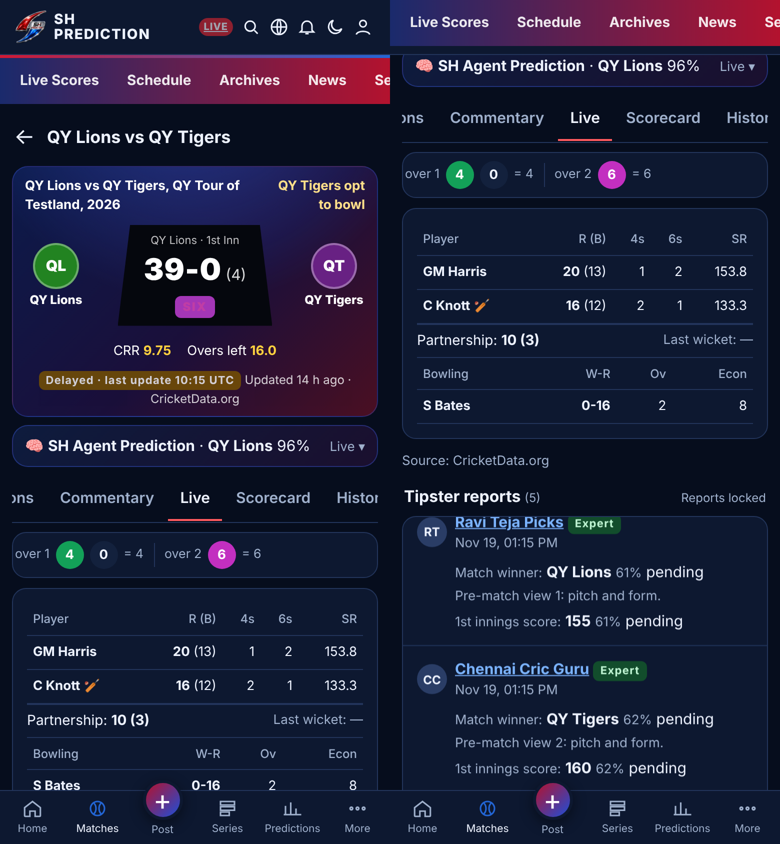 SH
PREDICTION
LIVE
Live Scores Schedule Archives News Se
QY Lions vs QY Tigers
QY Lions vs QY Tigers, QY Tour of
Testland, 2026
QY Tigers opt
to bowl
QY Lions · 1st Inn
39-0 (4)
SIX
QL
QY Lions
QT
QY Tigers
CRR 9.75 Overs left 16.0
Delayed · last update 10:15 UTC Updated 14 h ago ·
CricketData.org
🧠 SH Agent Prediction · QY Lions 96% Live ▾
ons Commentary Live Scorecard Histor
over 1 4 0 = 4 over 2 6 = 6
Player R (B) 4s 6s SR
GM Harris 20 (13) 1 2 153.8
C Knott 🏏 16 (12) 2 1 133.3
Partnership: 10 (3) Last wicket: —
Bowling W-R Ov Econ
S Bates 0-16 2 8
Home Matches + Post Series Predictions More
Live Scores Schedule Archives News Se
🧠 SH Agent Prediction · QY Lions 96% Live ▾
ons Commentary Live Scorecard Histor
over 1 4 0 = 4 over 2 6 = 6
Player R (B) 4s 6s SR
GM Harris 20 (13) 1 2 153.8
C Knott 🏏 16 (12) 2 1 133.3
Partnership: 10 (3) Last wicket: —
Bowling W-R Ov Econ
S Bates 0-16 2 8
Source: CricketData.org
Tipster reports (5) Reports locked
RT
Ravi Teja Picks Expert
Nov 19, 01:15 PM
Match winner: QY Lions 61% pending
Pre-match view 1: pitch and form.
1st innings score: 155 61% pending
CC
Chennai Cric Guru Expert
Nov 19, 01:15 PM
Match winner: QY Tigers 62% pending
Pre-match view 2: pitch and form.
1st innings score: 160 62% pending
Home Matches + Post Series Predictions More